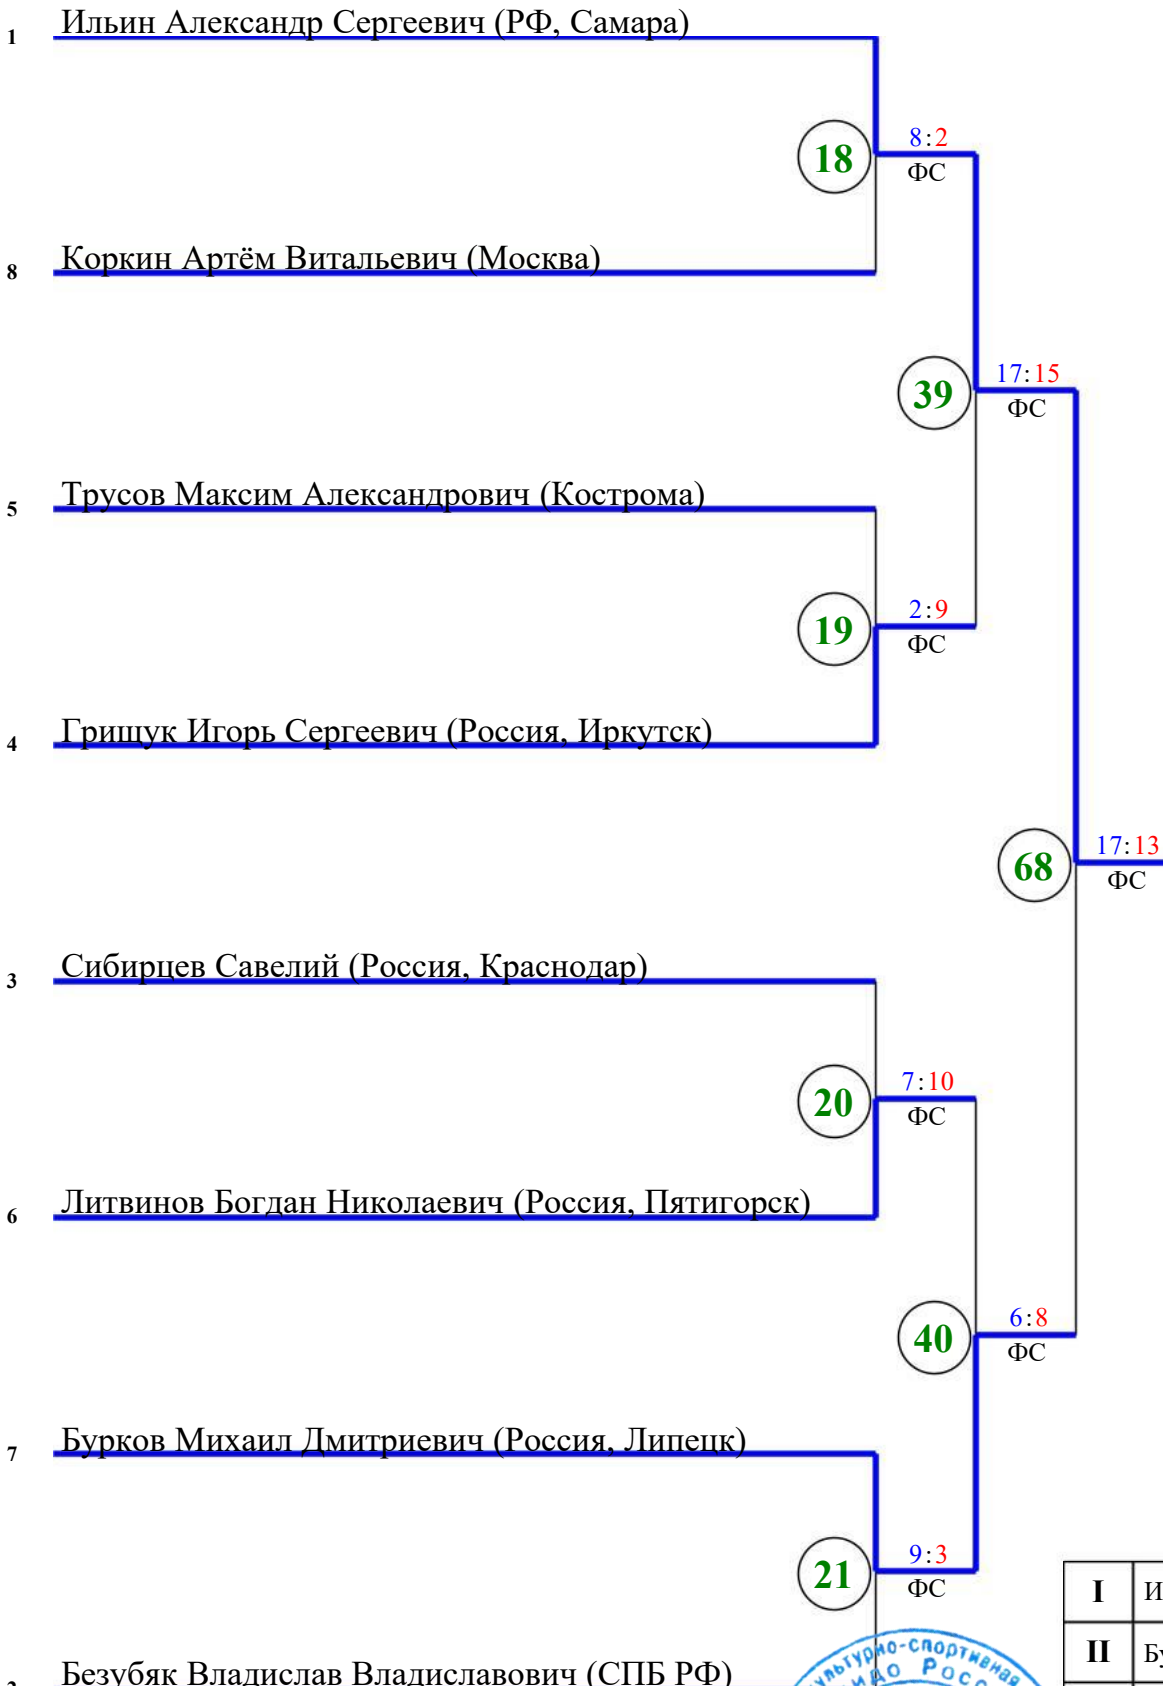 Ильин Александр Сергеевич (РФ, Самара)
1
8:2
18
ФС
Коркин Артём Витальевич (Москва)
8
17:15
39
ФС
Трусов Максим Александрович (Кострома)
5
2:9
19
ФС
Грищук Игорь Сергеевич (Россия, Иркутск)
4
17:13
68
ФС
Сибирцев Савелий (Россия, Краснодар)
3
7:10
20
ФС
Литвинов Богдан Николаевич (Россия, Пятигорск)
6
6:8
40
ФС
Бурков Михаил Дмитриевич (Россия, Липецк)
7
9:3
21
ФС
I И
II Бу
Безубяк Владислав Владиславович (СПБ РФ)